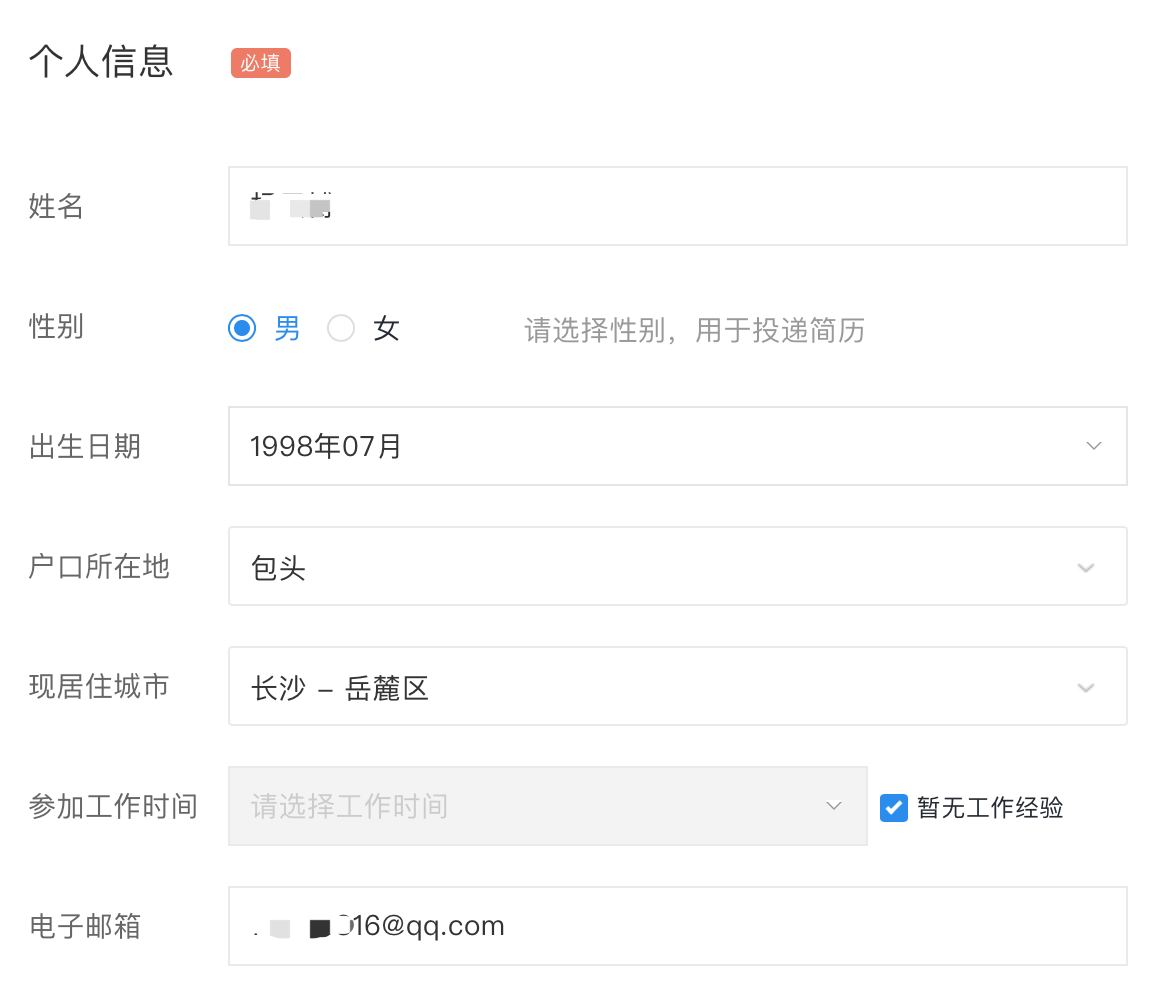 个人信息 必填
姓名
性别 男 女 请选择性别，用于投递简历
出生日期 1998年07月
户口所在地 包头
现居住城市 长沙 – 岳麓区
参加工作时间 请选择工作时间 暂无工作经验
电子邮箱 16@qq.com